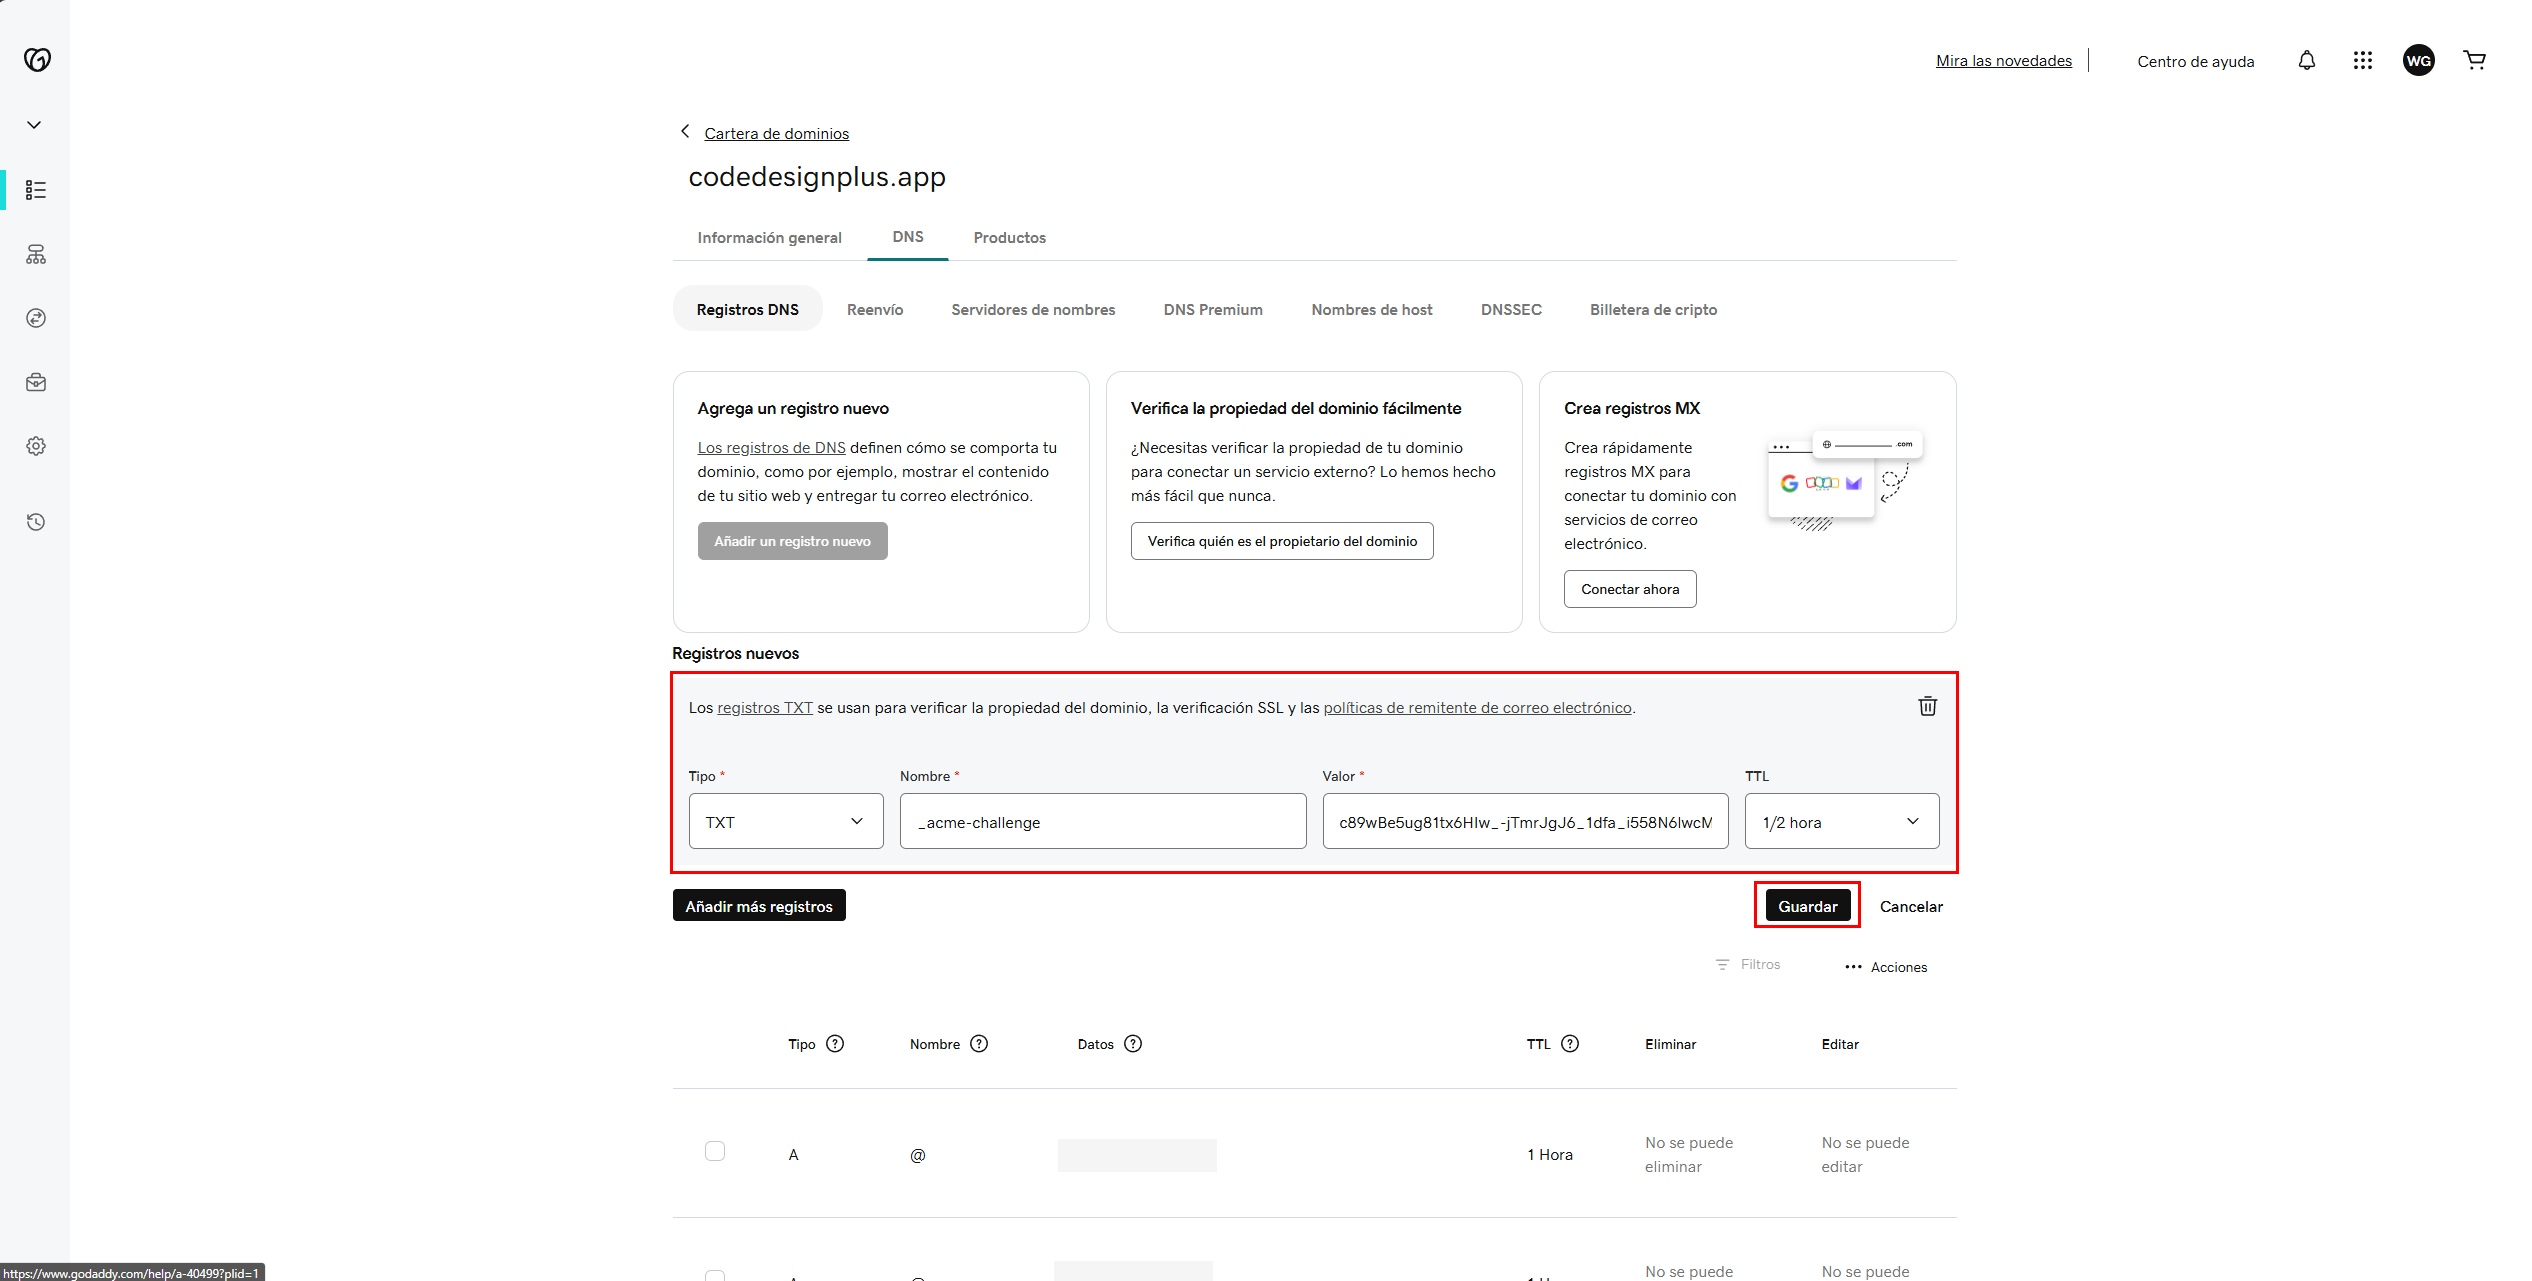 Mira las novedades
Centro de ayuda
WG
Cartera de dominios
codedesignplus.app
Información general
DNS
Productos
Registros DNS
Reenvío
Servidores de nombres
DNS Premium
Nombres de host
DNSSEC
Billetera de cripto
Agrega un registro nuevo
Los registros de DNS definen cómo se comporta tu
dominio, como por ejemplo, mostrar el contenido
de tu sitio web y entregar tu correo electrónico.
Añadir un registro nuevo
Verifica la propiedad del dominio fácilmente
¿Necesitas verificar la propiedad de tu dominio
para conectar un servicio externo? Lo hemos hecho
más fácil que nunca.
Verifica quién es el propietario del dominio
Crea registros MX
Crea rápidamente
registros MX para
conectar tu dominio con
servicios de correo
electrónico.
.com
Conectar ahora
Registros nuevos
Los registros TXT se usan para verificar la propiedad del dominio, la verificación SSL y las políticas de remitente de correo electrónico.
Tipo *
Nombre *
Valor *
TTL
TXT
_acme-challenge
1/2 hora
Añadir más registros
Guardar
Cancelar
Filtros
Acciones
Tipo
Nombre
Datos
TTL
Eliminar
Editar
A
@
1 Hora
No se puede
eliminar
No se puede
editar
No se puede
No se puede
https://www.godaddy.com/help/a-40499?plid=1